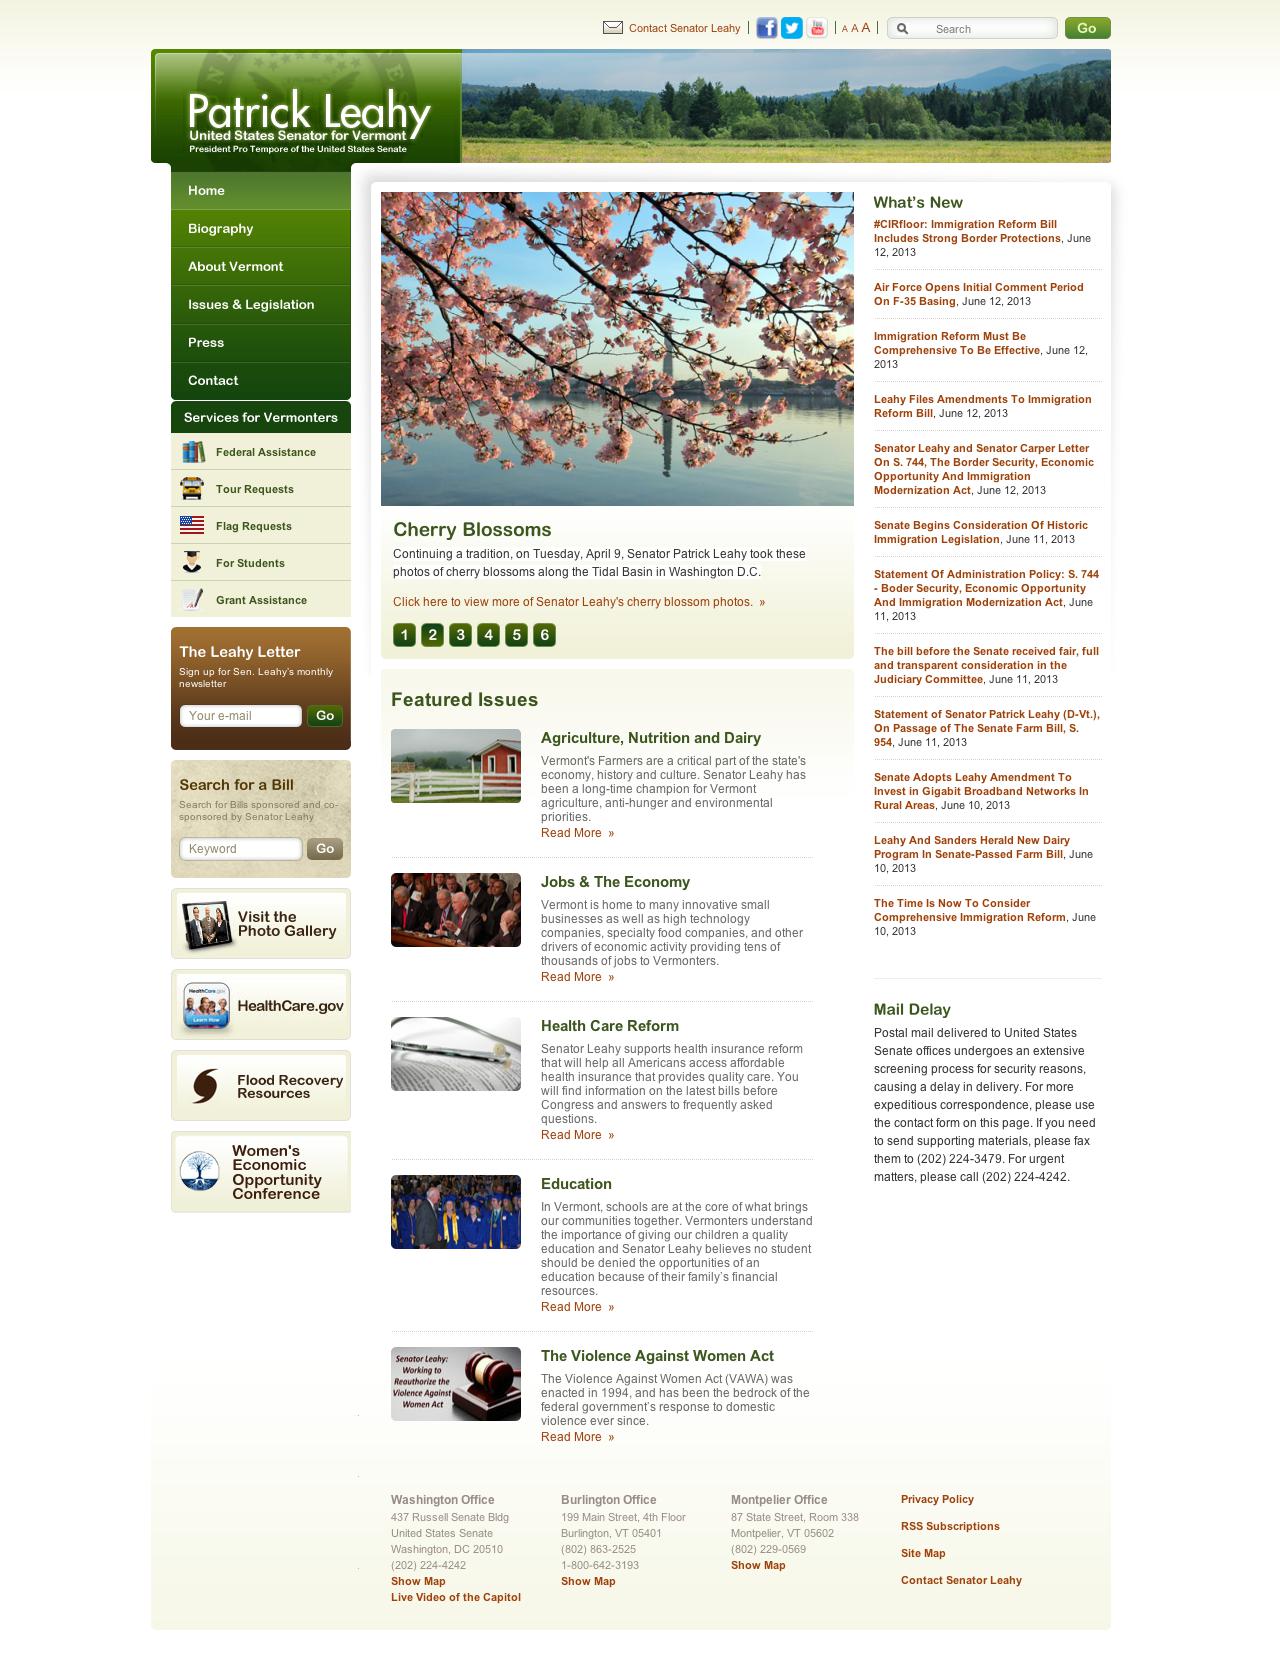 Contact Senator Leahy
A A A
Search
Go
Patrick Leahy
United States Senator for Vermont
President Pro Tempore of the United States Senate
Home
Biography
About Vermont
Issues & Legislation
Press
Contact
Services for Vermonters
Federal Assistance
Tour Requests
Flag Requests
For Students
Grant Assistance
The Leahy Letter
Sign up for Sen. Leahy's monthly
newsletter
Your e-mail
Go
Search for a Bill
Search for Bills sponsored and co-
sponsored by Senator Leahy
Keyword
Go
Visit the
Photo Gallery
HealthCare.gov
Learn Now
HealthCare.gov
Flood Recovery
Resources
Women's
Economic
Opportunity
Conference
Cherry Blossoms
Continuing a tradition, on Tuesday, April 9, Senator Patrick Leahy took these
photos of cherry blossoms along the Tidal Basin in Washington D.C.
Click here to view more of Senator Leahy's cherry blossom photos. »
1 2 3 4 5 6
Featured Issues
Agriculture, Nutrition and Dairy
Vermont's Farmers are a critical part of the state's
economy, history and culture. Senator Leahy has
been a long-time champion for Vermont
agriculture, anti-hunger and environmental
priorities.
Read More »
Jobs & The Economy
Vermont is home to many innovative small
businesses as well as high technology
companies, specialty food companies, and other
drivers of economic activity providing tens of
thousands of jobs to Vermonters.
Read More »
Health Care Reform
Senator Leahy supports health insurance reform
that will help all Americans access affordable
health insurance that provides quality care. You
will find information on the latest bills before
Congress and answers to frequently asked
questions.
Read More »
Education
In Vermont, schools are at the core of what brings
our communities together. Vermonters understand
the importance of giving our children a quality
education and Senator Leahy believes no student
should be denied the opportunities of an
education because of their family's financial
resources.
Read More »
Senator Leahy:
Working to
Reauthorize the
Violence Against
Women Act
The Violence Against Women Act
The Violence Against Women Act (VAWA) was
enacted in 1994, and has been the bedrock of the
federal government's response to domestic
violence ever since.
Read More »
What's New
#CIRfloor: Immigration Reform Bill
Includes Strong Border Protections, June
12, 2013
Air Force Opens Initial Comment Period
On F-35 Basing, June 12, 2013
Immigration Reform Must Be
Comprehensive To Be Effective, June 12,
2013
Leahy Files Amendments To Immigration
Reform Bill, June 12, 2013
Senator Leahy and Senator Carper Letter
On S. 744, The Border Security, Economic
Opportunity And Immigration
Modernization Act, June 12, 2013
Senate Begins Consideration Of Historic
Immigration Legislation, June 11, 2013
Statement Of Administration Policy: S. 744
- Boder Security, Economic Opportunity
And Immigration Modernization Act, June
11, 2013
The bill before the Senate received fair, full
and transparent consideration in the
Judiciary Committee, June 11, 2013
Statement of Senator Patrick Leahy (D-Vt.),
On Passage of The Senate Farm Bill, S.
954, June 11, 2013
Senate Adopts Leahy Amendment To
Invest in Gigabit Broadband Networks In
Rural Areas, June 10, 2013
Leahy And Sanders Herald New Dairy
Program In Senate-Passed Farm Bill, June
10, 2013
The Time Is Now To Consider
Comprehensive Immigration Reform, June
10, 2013
Mail Delay
Postal mail delivered to United States
Senate offices undergoes an extensive
screening process for security reasons,
causing a delay in delivery. For more
expeditious correspondence, please use
the contact form on this page. If you need
to send supporting materials, please fax
them to (202) 224-3479. For urgent
matters, please call (202) 224-4242.
Washington Office
437 Russell Senate Bldg
United States Senate
Washington, DC 20510
(202) 224-4242
Show Map
Live Video of the Capitol
Burlington Office
199 Main Street, 4th Floor
Burlington, VT 05401
(802) 863-2525
1-800-642-3193
Show Map
Montpelier Office
87 State Street, Room 338
Montpelier, VT 05602
(802) 229-0569
Show Map
Privacy Policy
RSS Subscriptions
Site Map
Contact Senator Leahy